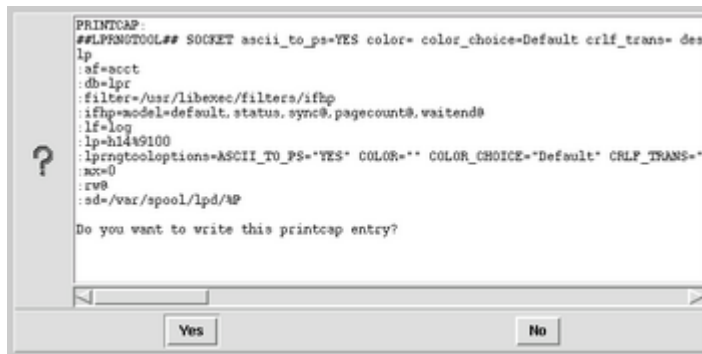 PRINTCAP:
##LPRNGTOOL## SOCKET ascii_to_ps=YES color= color_choice=Default crlf_trans= des
lp
:af=acct
:db=lpr
:filter=/usr/libexec/filters/ifhp
:ifhp=model=default,status,sync@,pagecount@,waitend@
:lf=log
:lp=h14%9100
:lprngtooloptions=ASCII_TO_PS="YES" COLOR="" COLOR_CHOICE="Default" CRLF_TRANS="
:mx=0
:rw@
:sd=/var/spool/lpd/%P
Do you want to write this printcap entry?
?
Yes No